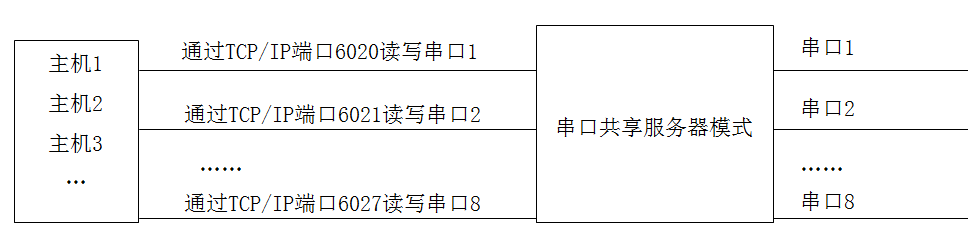 主机1
主机2
主机3
…
通过TCP/IP端口6020读写串口1
通过TCP/IP端口6021读写串口2
……
通过TCP/IP端口6027读写串口8
串口共享服务器模式
串口1
串口2
……
串口8